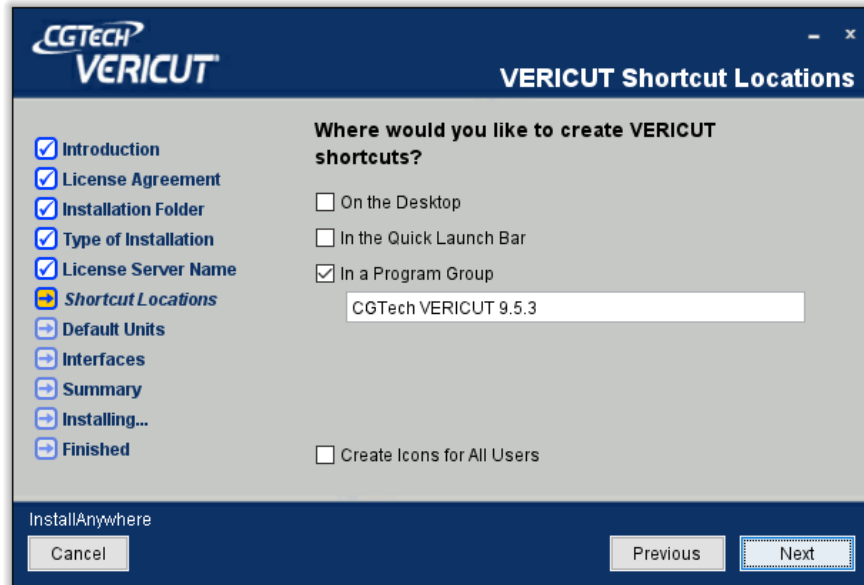 CGTECH
VERICUT
VERICUT Shortcut Locations
Introduction
License Agreement
Installation Folder
Type of Installation
License Server Name
Shortcut Locations
Default Units
Interfaces
Summary
Installing...
Finished
Where would you like to create VERICUT
shortcuts?
On the Desktop
In the Quick Launch Bar
In a Program Group
CGTech VERICUT 9.5.3
Create Icons for All Users
InstallAnywhere
Cancel
Previous
Next